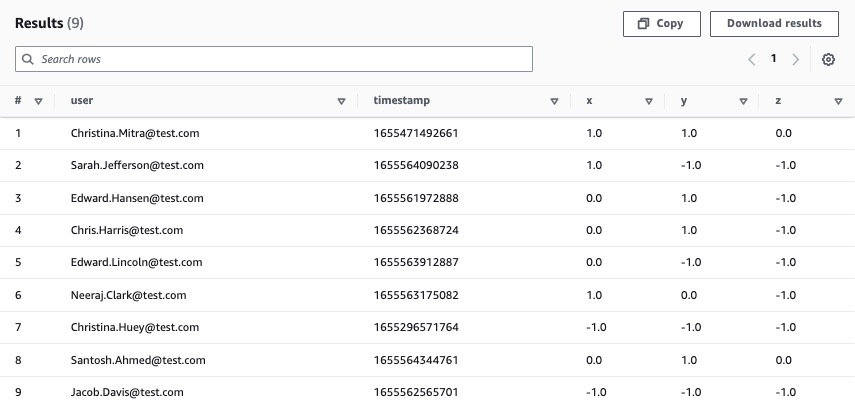 Results (9) Copy Download results
Search rows 1
# user timestamp x y z
1 Christina.Mitra@test.com 1655471492661 1.0 1.0 0.0
2 Sarah.Jefferson@test.com 1655564090238 1.0 -1.0 -1.0
3 Edward.Hansen@test.com 1655561972888 0.0 1.0 -1.0
4 Chris.Harris@test.com 1655562368724 0.0 1.0 -1.0
5 Edward.Lincoln@test.com 1655563912887 0.0 -1.0 -1.0
6 Neeraj.Clark@test.com 1655563175082 1.0 0.0 -1.0
7 Christina.Huey@test.com 1655296571764 -1.0 -1.0 -1.0
8 Santosh.Ahmed@test.com 1655564344761 0.0 1.0 0.0
9 Jacob.Davis@test.com 1655562565701 -1.0 -1.0 -1.0